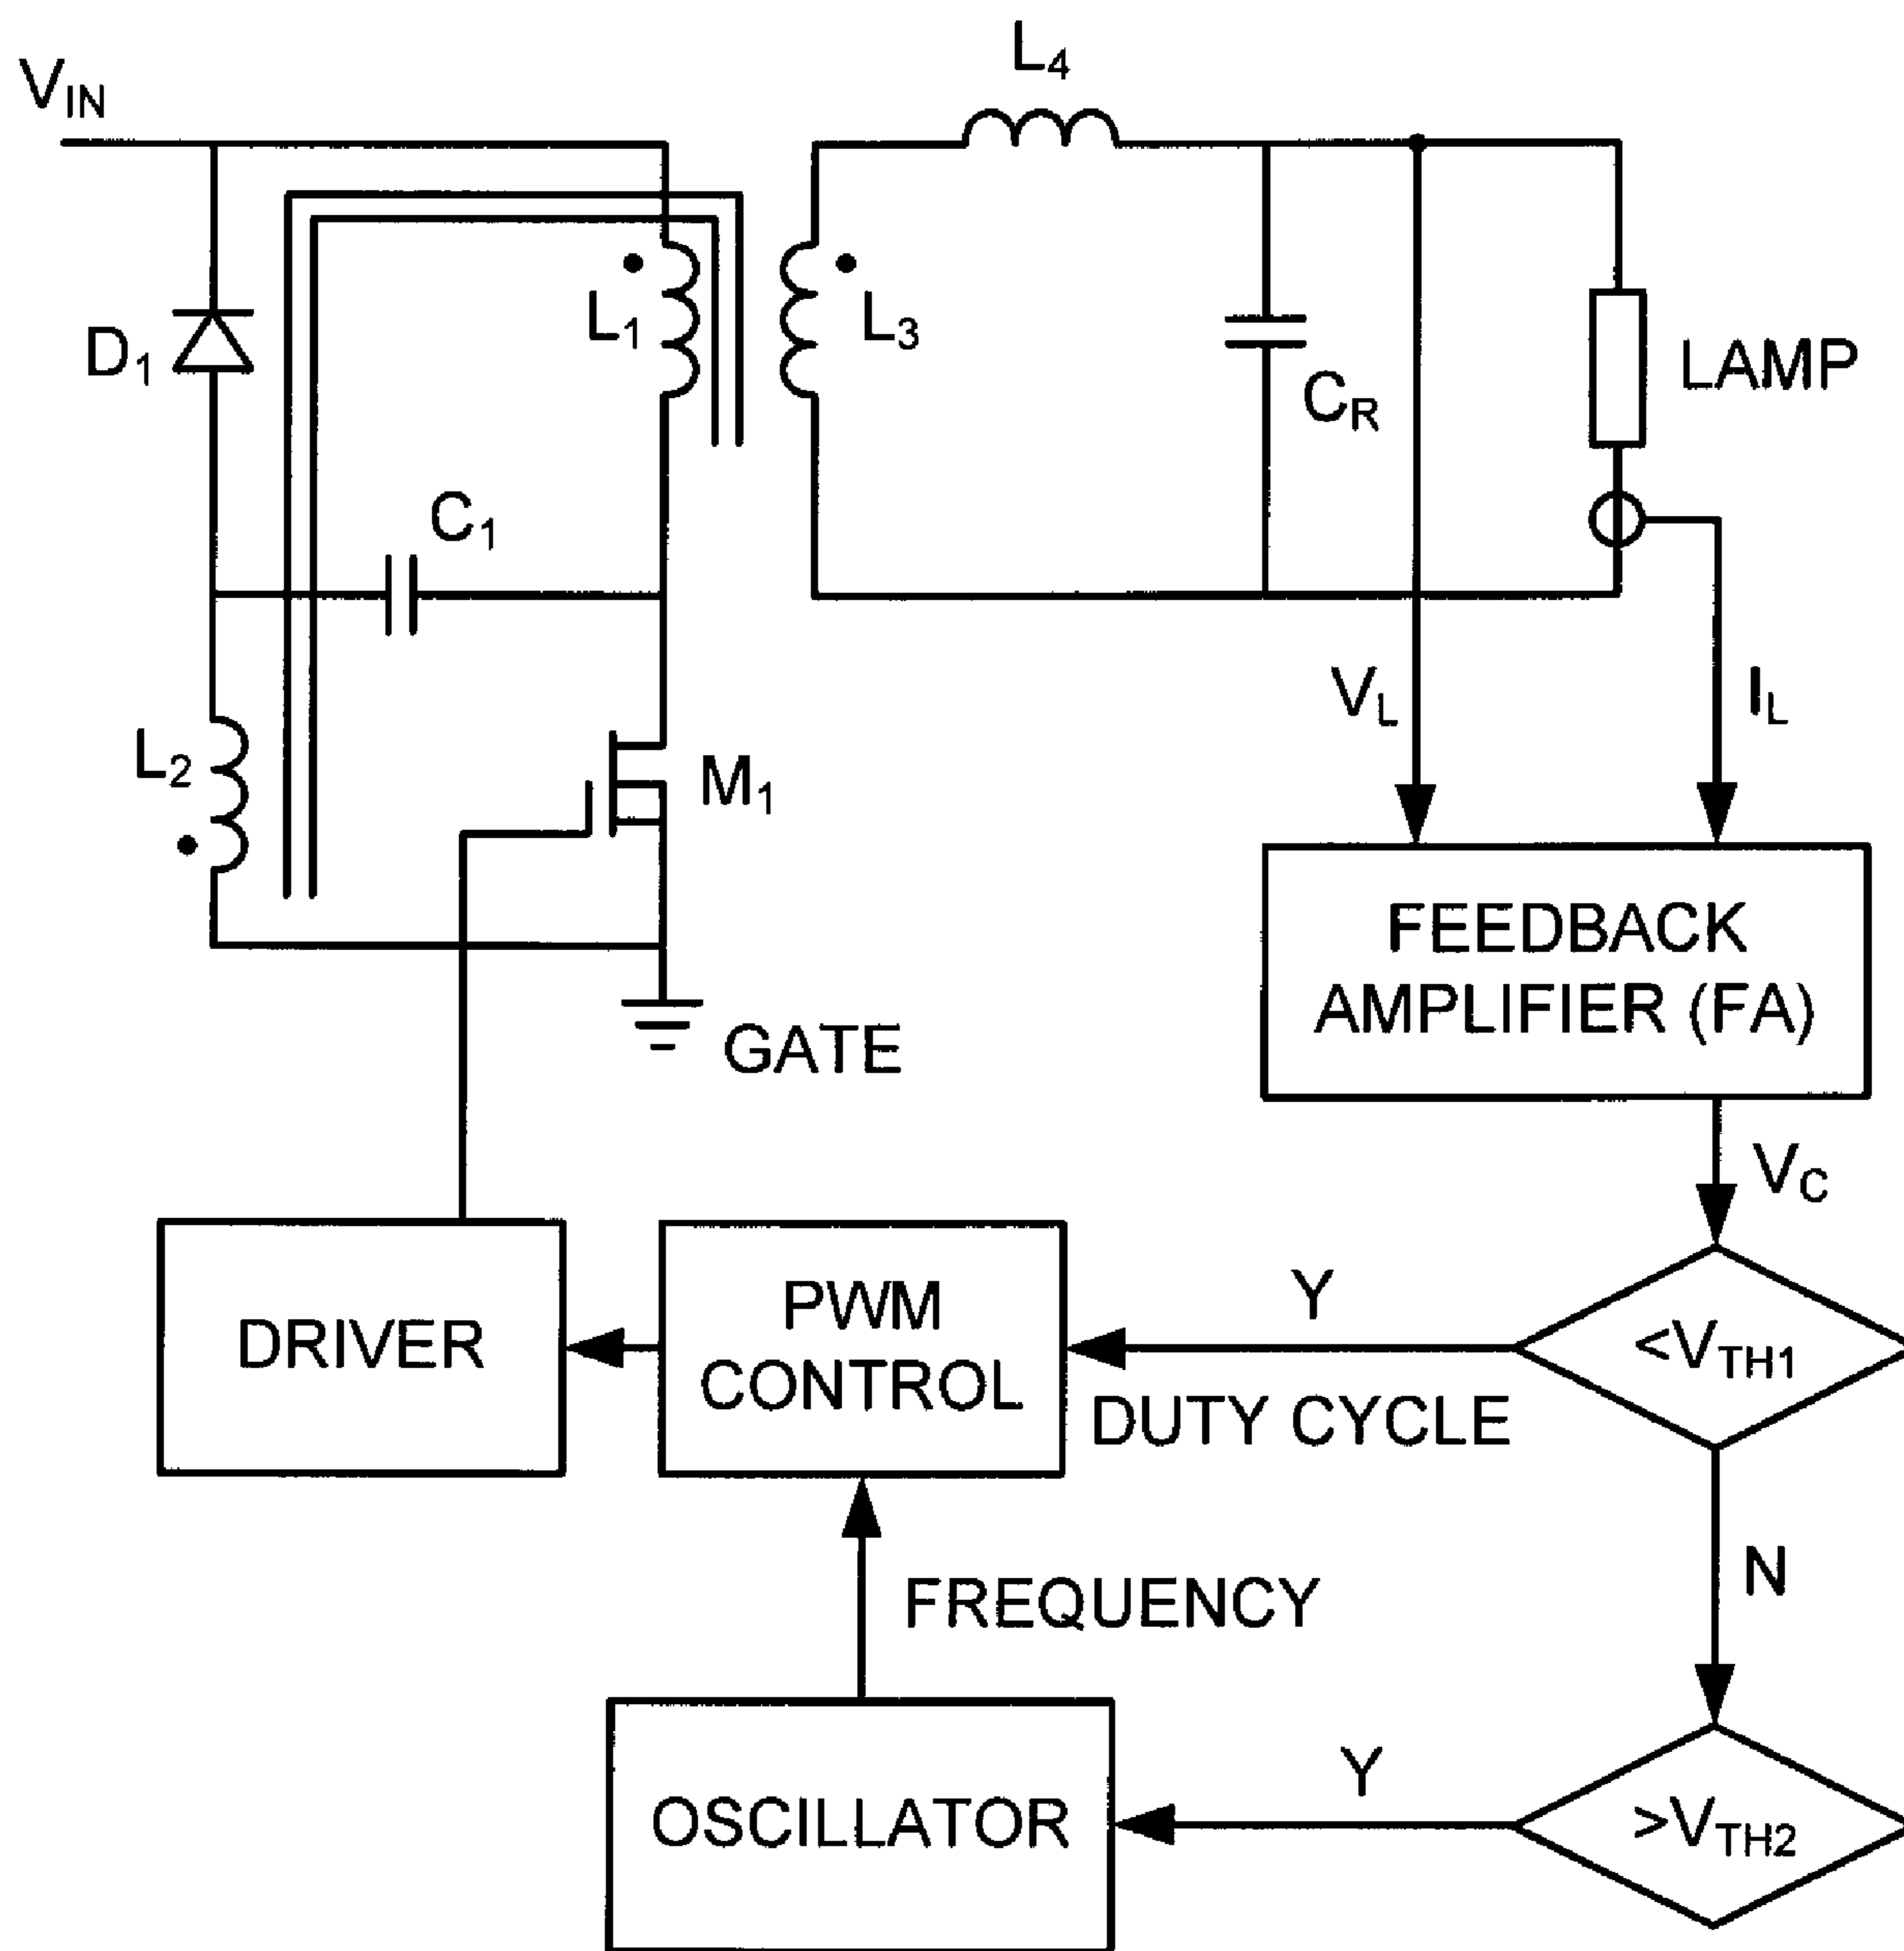 L4
VIN
D1
L1
L3
CR
LAMP
C1
L2
M1
VL
IL
FEEDBACK
AMPLIFIER (FA)
GATE
VC
DRIVER
PWM
CONTROL
Y
DUTY CYCLE
<VTH1
N
FREQUENCY
OSCILLATOR
Y
>VTH2